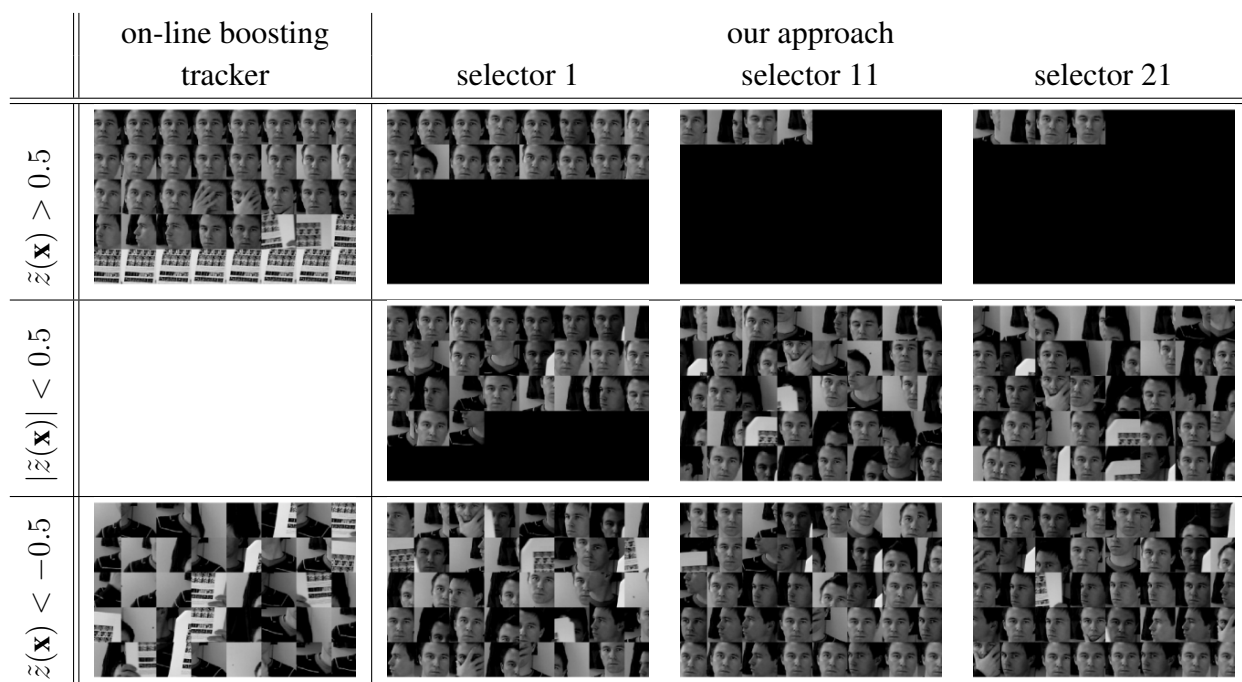 on-line boosting
our approach
tracker
selector 1
selector 11
selector 21
z̃(𝐱) > 0.5
|z̃(𝐱)| < 0.5
z̃(𝐱) < −0.5